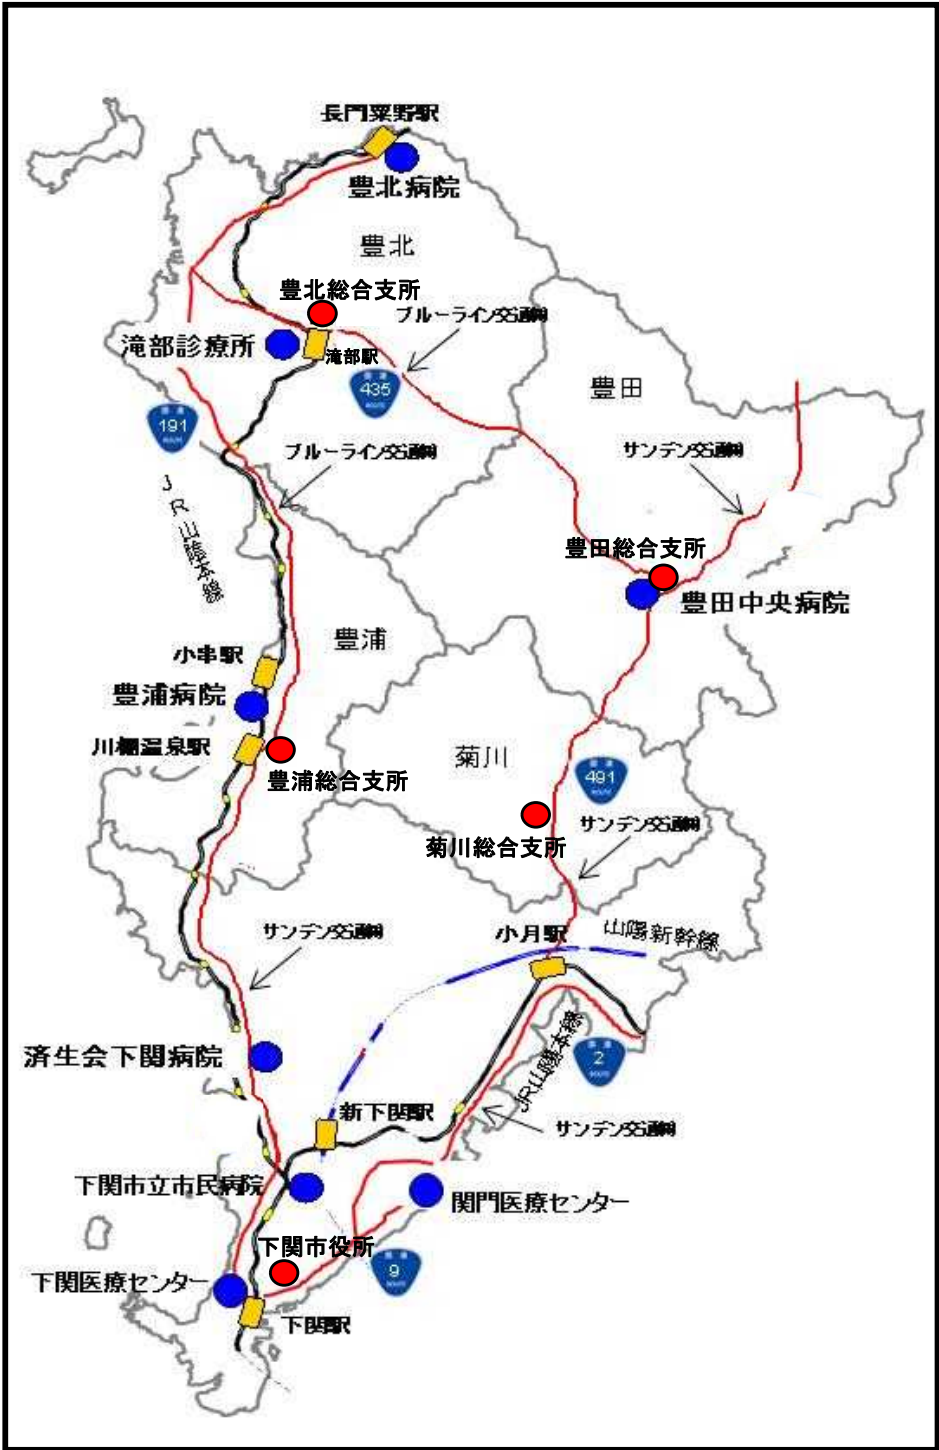 長門粟野駅
豊北病院
豊北
豊北総合支所
ブルーライン交通㈱
滝部診療所
滝部駅
435
ROUTE
豊田
191
ROUTE
ブルーライン交通㈱
サンデン交通㈱
JR山陰本線
豊田総合支所
豊田中央病院
豊浦
小串駅
豊浦病院
川棚温泉駅
豊浦総合支所
菊川
491
ROUTE
サンデン交通㈱
菊川総合支所
サンデン交通㈱
小月駅
山陽新幹線
済生会下関病院
JR山陽本線
2
ROUTE
新下関駅
サンデン交通㈱
下関市立市民病院
関門医療センター
下関市役所
9
ROUTE
下関医療センター
下関駅